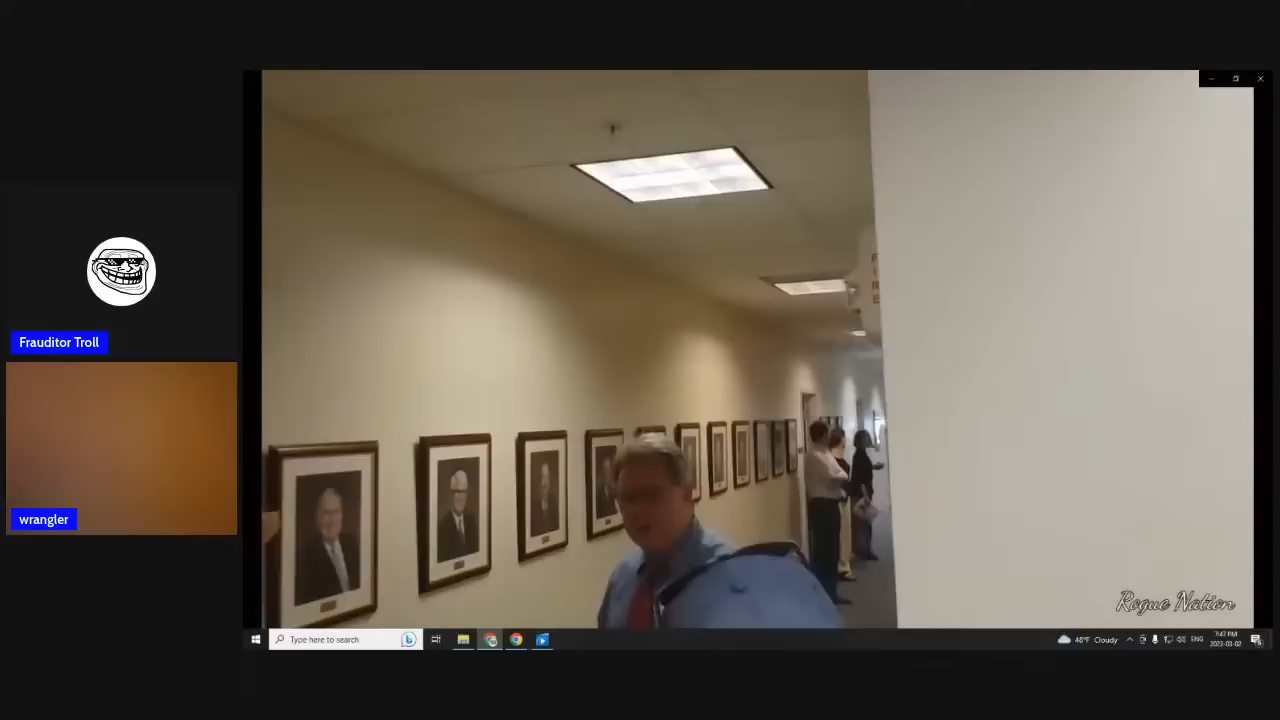 Frauditor Troll
wrangler
Rogue Nation
Type here to search
48°F Cloudy
ENG
7:47 PM
2023-03-02